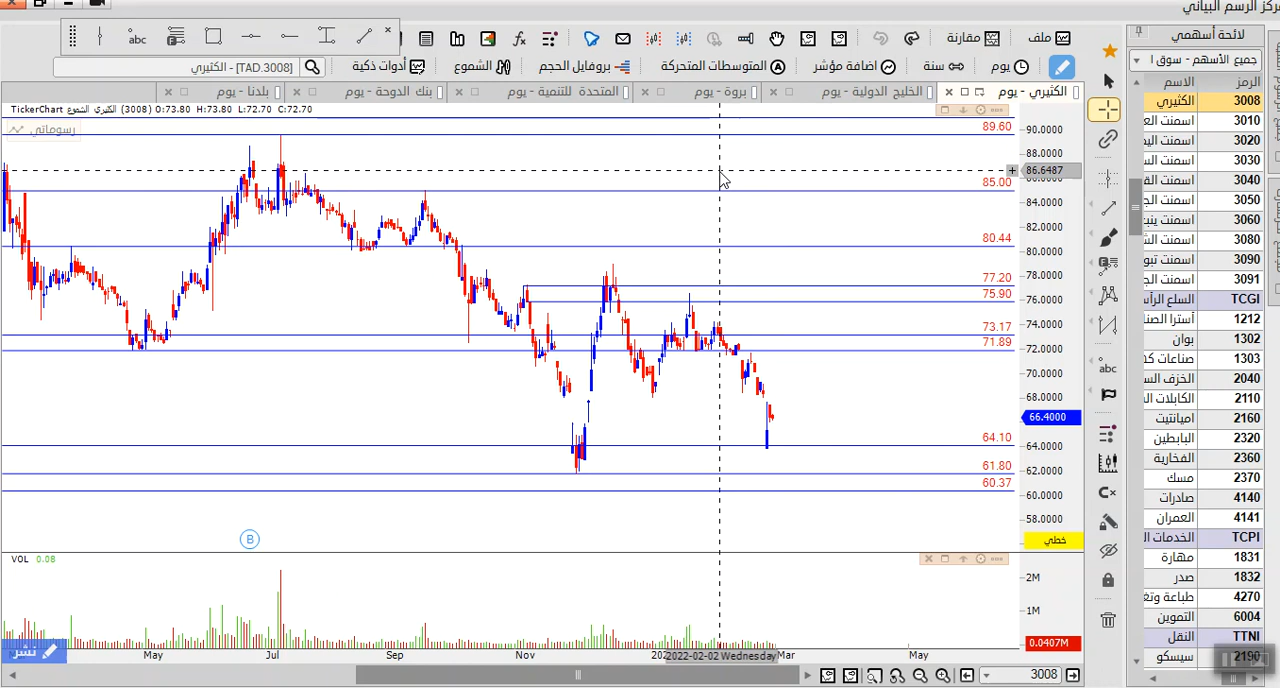 مركز الرسم البياني
ملف
مقارنة
abc
fx
لائحة أسهمي
[TAD.3008] - الكثيري
أدوات ذكية
الشموع
بروفايل الحجم
المتوسطات المتحركة
اضافة مؤشر
سنة
يوم
جميع الأسهم - سوق ا
الكثيري - يوم
الخليج الدولية - يوم
بروة - يوم
المتحدة للتنمية - يوم
بنك الدوحة - يوم
بلدنا - يوم
الرمز الاسم
TickerChart الكثيري الشموع (3008) O:73.80 H:73.80 L:72.70 C:72.70
رسوماتي
89.60
85.00
80.44
77.20
75.90
73.17
71.89
64.10
61.80
60.37
90.0000
88.0000
86.6487
84.0000
82.0000
80.0000
78.0000
76.0000
74.0000
72.0000
70.0000
68.0000
66.4000
64.0000
62.0000
60.0000
58.0000
خطي
B
VOL 0.08
2M
1M
0.0407M
نشر
May
Jul
Sep
Nov
2022-02-02 Wednesday
Mar
May
3008
abc
3008 الكثيري
3010 اسمنت الع
3020 اسمنت اليم
3030 اسمنت ال
3040 اسمنت الق
3050 اسمنت ال
3060 اسمنت ينب
3080 اسمنت الش
3090 اسمنت تبو
3091 اسمنت الج
TCGI السلع الرأس
1212 أسترا الصنا
1302 بوان
1303 صناعات كه
2040 الخزف الس
2110 الكابلات ال
2160 اميانتيت
2320 البابطين
2360 الفخارية
2370 مسك
4140 صادرات
4141 العمران
TCPI الخدمات ال
1831 مهارة
1832 صدر
4270 طباعة وتغ
6004 التموين
TTNI النقل
2190 سيسكو